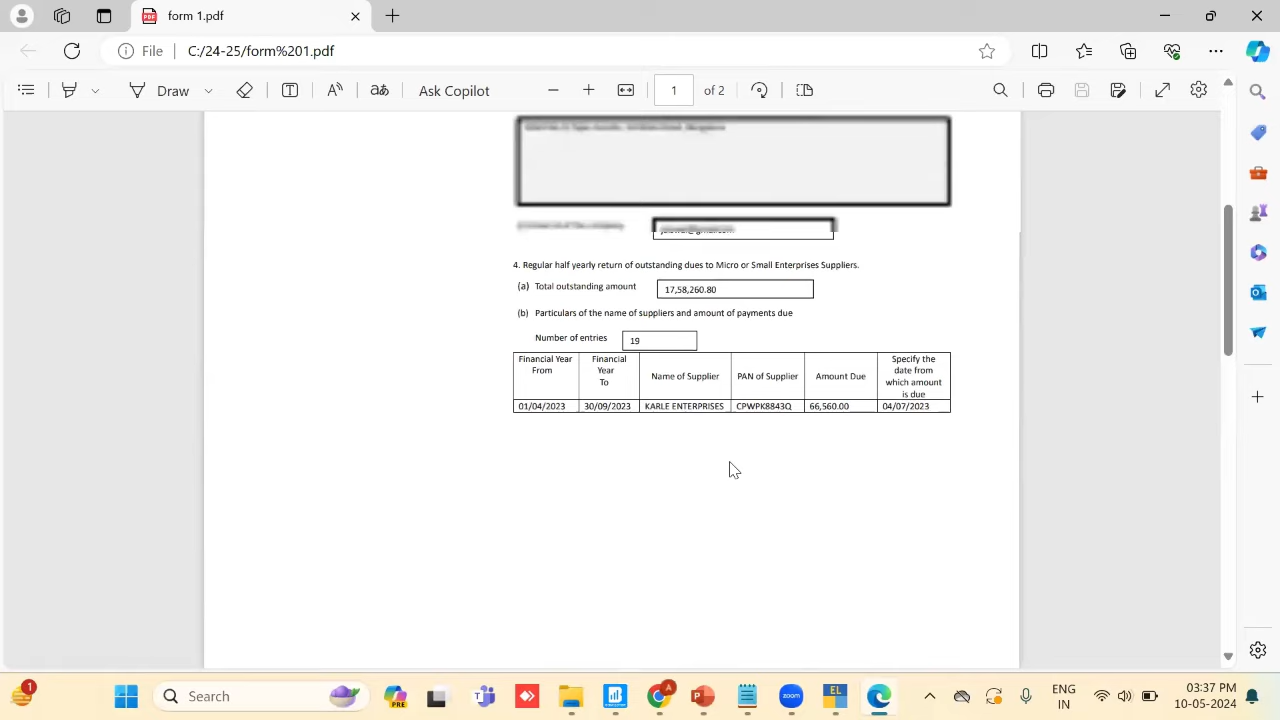 form 1.pdf
File C:/24-25/form%201.pdf
Draw Ask Copilot 1 of 2
4. Regular half yearly return of outstanding dues to Micro or Small Enterprises Suppliers.
(a) Total outstanding amount 17,58,260.80
(b) Particulars of the name of suppliers and amount of payments due
Number of entries 19
Financial Year From Financial Year To Name of Supplier PAN of Supplier Amount Due Specify the date from which amount is due
01/04/2023 30/09/2023 KARLE ENTERPRISES CPWPK8843Q 66,560.00 04/07/2023
1 Search PRE zoom EL ENG IN 03:37 PM 10-05-2024